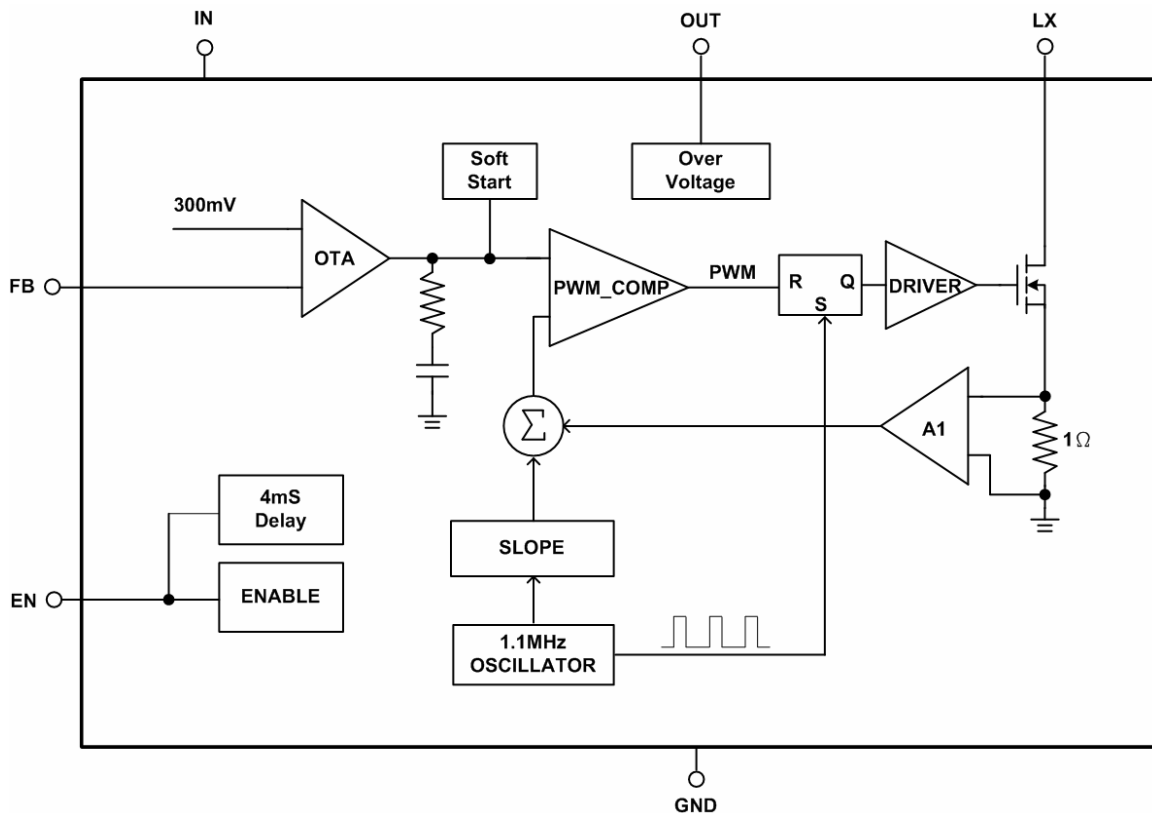 IN
OUT
LX
Soft
Start
Over
Voltage
300mV
OTA
FB
PWM_COMP
PWM
R
Q
S
DRIVER
Σ
A1
1Ω
4mS
Delay
SLOPE
EN
ENABLE
1.1MHz
OSCILLATOR
GND